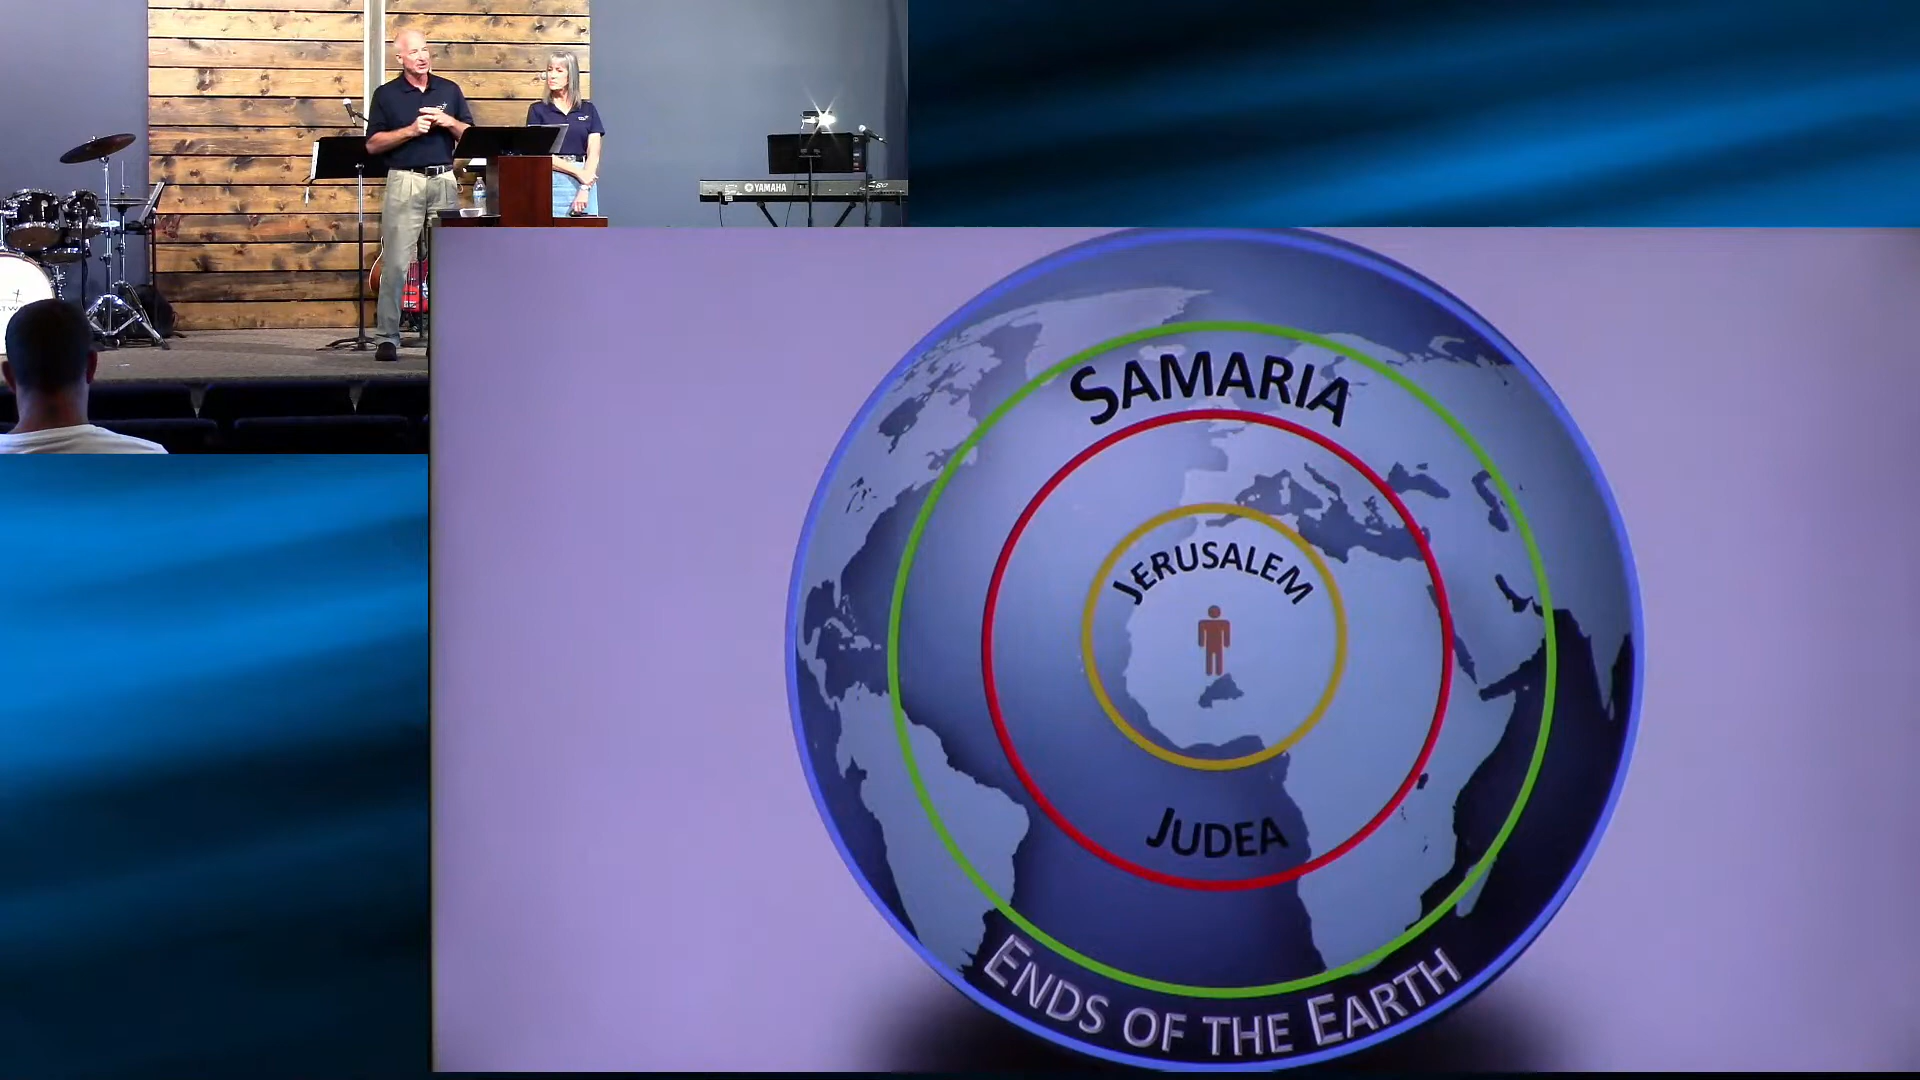 YAMAHA
SAMARIA
JERUSALEM
JUDEA
ENDS OF THE EARTH